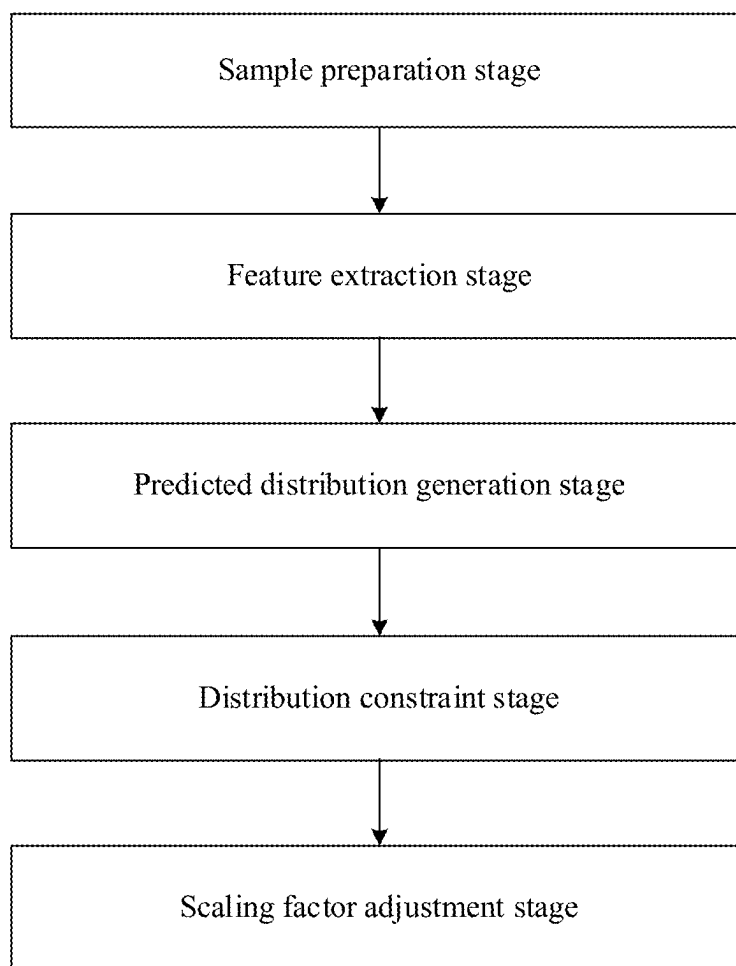 Sample preparation stage
Feature extraction stage
Predicted distribution generation stage
Distribution constraint stage
Scaling factor adjustment stage